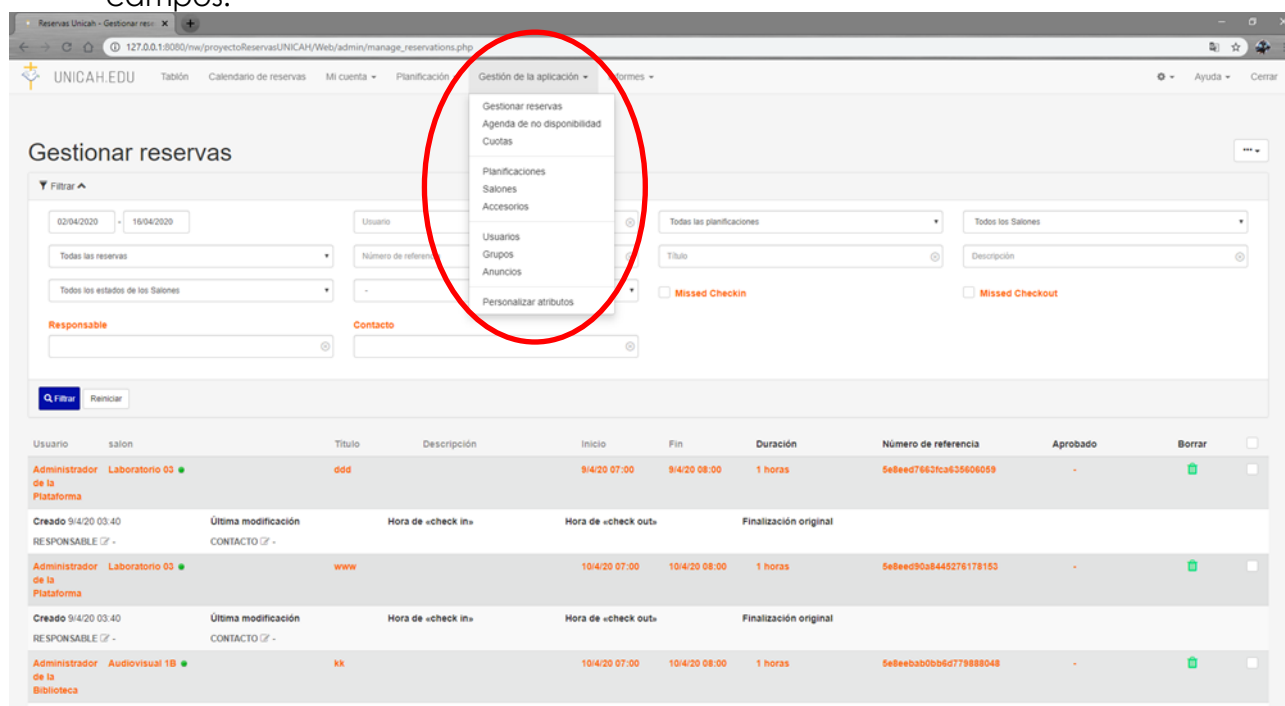 campos.
Reservas Unicah - Gestionar rese
127.0.0.1:8080/nw/proyectoReservasUNICAH/Web/admin/manage_reservations.php
UNICAH.EDU Tablón Calendario de reservas Mi cuenta Planificación Gestión de la aplicación Informes Ayuda Cerrar
Gestionar reservas
Agenda de no disponibilidad
Cuotas
Planificaciones
Salones
Accesorios
Usuarios
Grupos
Anuncios
Personalizar atributos
Gestionar reservas
Filtrar
02/04/2020 - 16/04/2020 Usuario Todas las planificaciones Todos los Salones
Todas las reservas Número de referencia Título Descripción
Todos los estados de los Salones - Missed Checkin Missed Checkout
Responsable Contacto
Filtrar Reiniciar
Usuario salon Título Descripción Inicio Fin Duración Número de referencia Aprobado Borrar
Administrador Laboratorio 03 ddd 9/4/20 07:00 9/4/20 08:00 1 horas 5e8eed7663fca635606059 -
de la
Plataforma
Creado 9/4/20 03:40 Última modificación Hora de «check in» Hora de «check out» Finalización original
RESPONSABLE - CONTACTO -
Administrador Laboratorio 03 www 10/4/20 07:00 10/4/20 08:00 1 horas 5e8eed90a8445276178153 -
de la
Plataforma
Creado 9/4/20 03:40 Última modificación Hora de «check in» Hora de «check out» Finalización original
RESPONSABLE - CONTACTO -
Administrador Audiovisual 1B kk 10/4/20 07:00 10/4/20 08:00 1 horas 5e8eebab0bb6d779888048 -
de la
Biblioteca